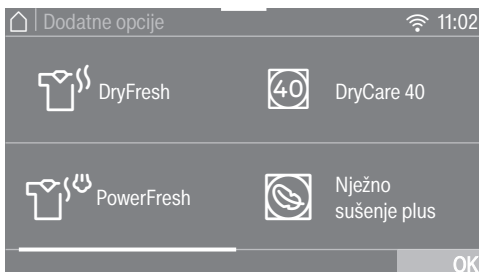 Dodatne opcije 11:02
DryFresh
40 DryCare 40
PowerFresh
Nježno
sušenje plus
OK